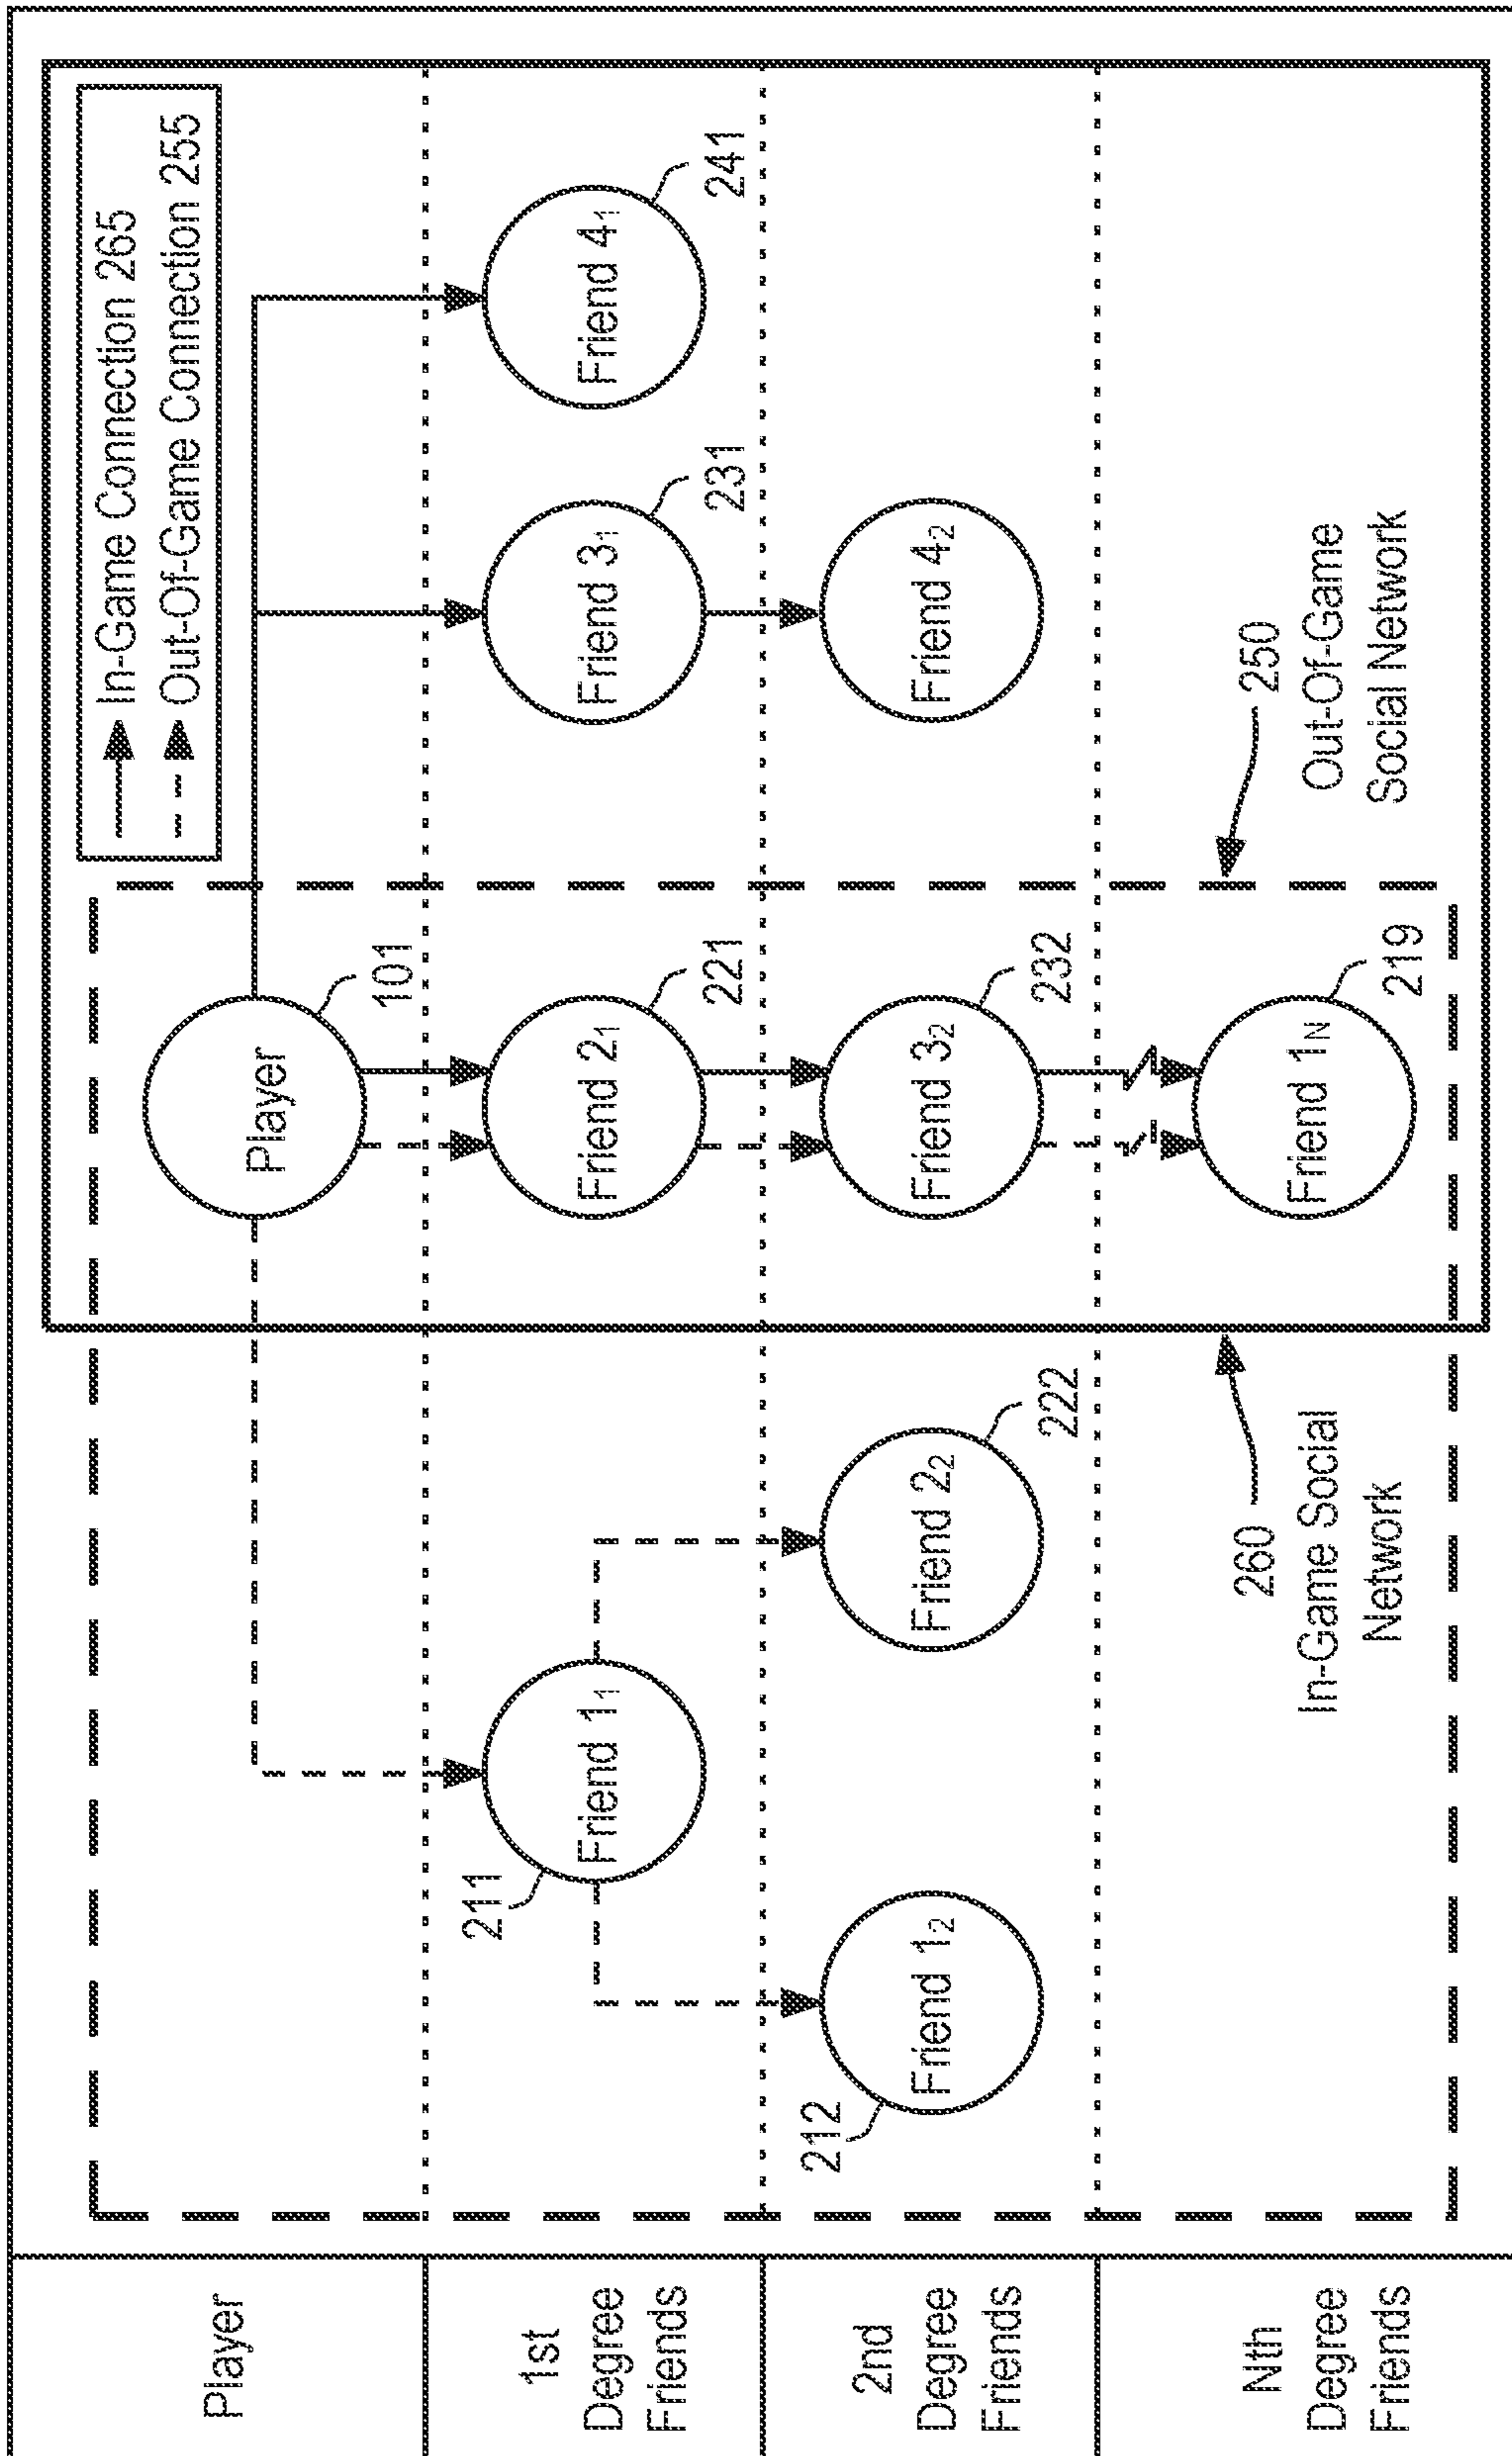 In-Game Connection 265
Out-Of-Game Connection 255
Player
Player
101
1st
Degree
Friends
211
Friend 1₁
Friend 2₁
221
Friend 3₁
231
Friend 4₁
241
2nd
Degree
Friends
212
Friend 1₂
Friend 2₂
222
Friend 3₂
232
Friend 4₂
Nth
Degree
Friends
260
In-Game Social
Network
Friend 1N
219
250
Out-Of-Game
Social Network